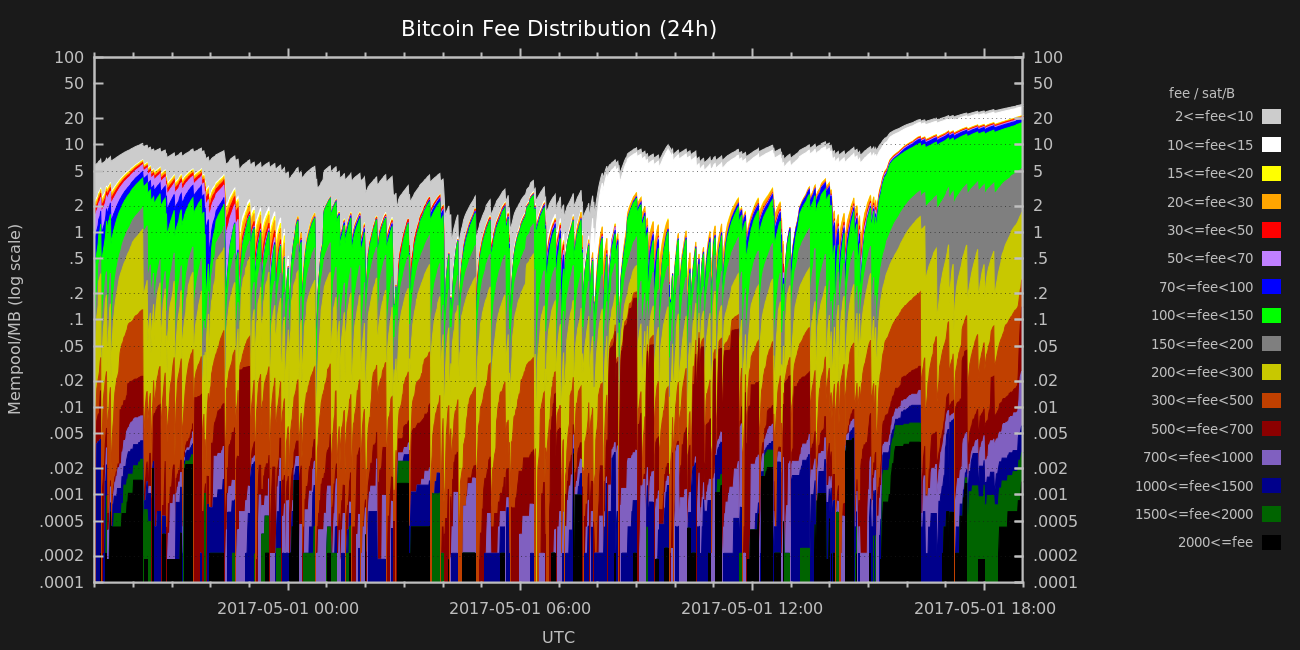 Bitcoin Fee Distribution (24h)
Mempool/MB (log scale)
100
50
20
10
5
2
1
.5
.2
.1
.05
.02
.01
.005
.002
.001
.0005
.0002
.0001
100
50
20
10
5
2
1
.5
.2
.1
.05
.02
.01
.005
.002
.001
.0005
.0002
.0001
2017-05-01 00:00
2017-05-01 06:00
2017-05-01 12:00
2017-05-01 18:00
UTC
fee / sat/B
2<=fee<10
10<=fee<15
15<=fee<20
20<=fee<30
30<=fee<50
50<=fee<70
70<=fee<100
100<=fee<150
150<=fee<200
200<=fee<300
300<=fee<500
500<=fee<700
700<=fee<1000
1000<=fee<1500
1500<=fee<2000
2000<=fee